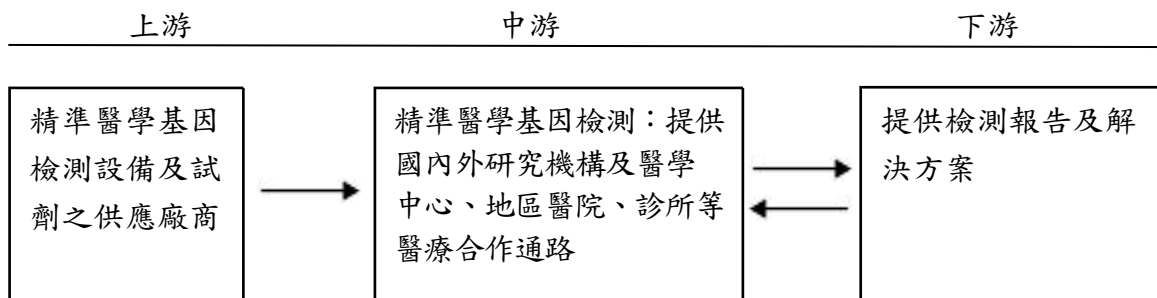 上游 中游 下游
精準醫學基因
檢測設備及試
劑之供應廠商
精準醫學基因檢測：提供
國內外研究機構及醫學
中心、地區醫院、診所等
醫療合作通路
提供檢測報告及解
決方案